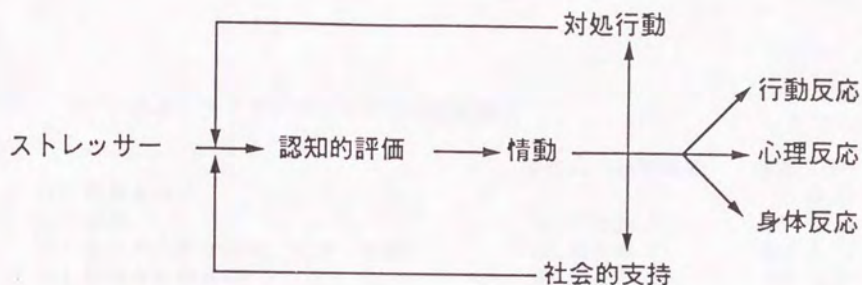 対処行動
行動反応
ストレッサー 認知的評価 情動 心理反応
身体反応
社会的支持